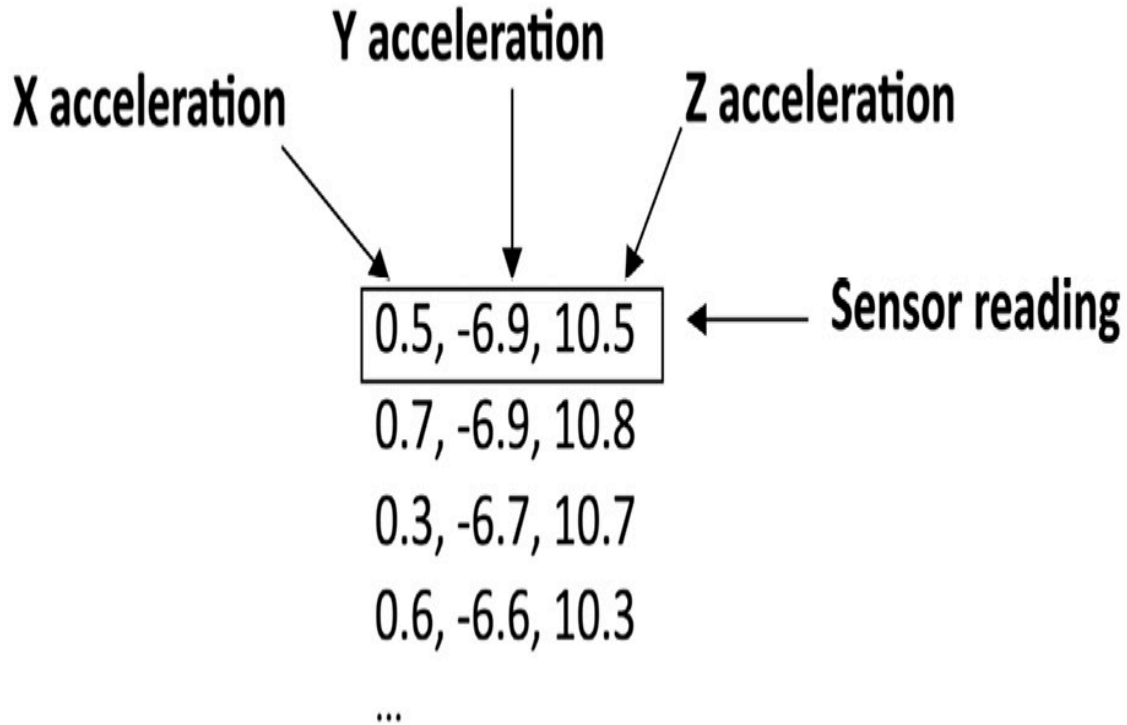 Y acceleration
X acceleration
Z acceleration
0.5, -6.9, 10.5
Sensor reading
0.7, -6.9, 10.8
0.3, -6.7, 10.7
0.6, -6.6, 10.3
...